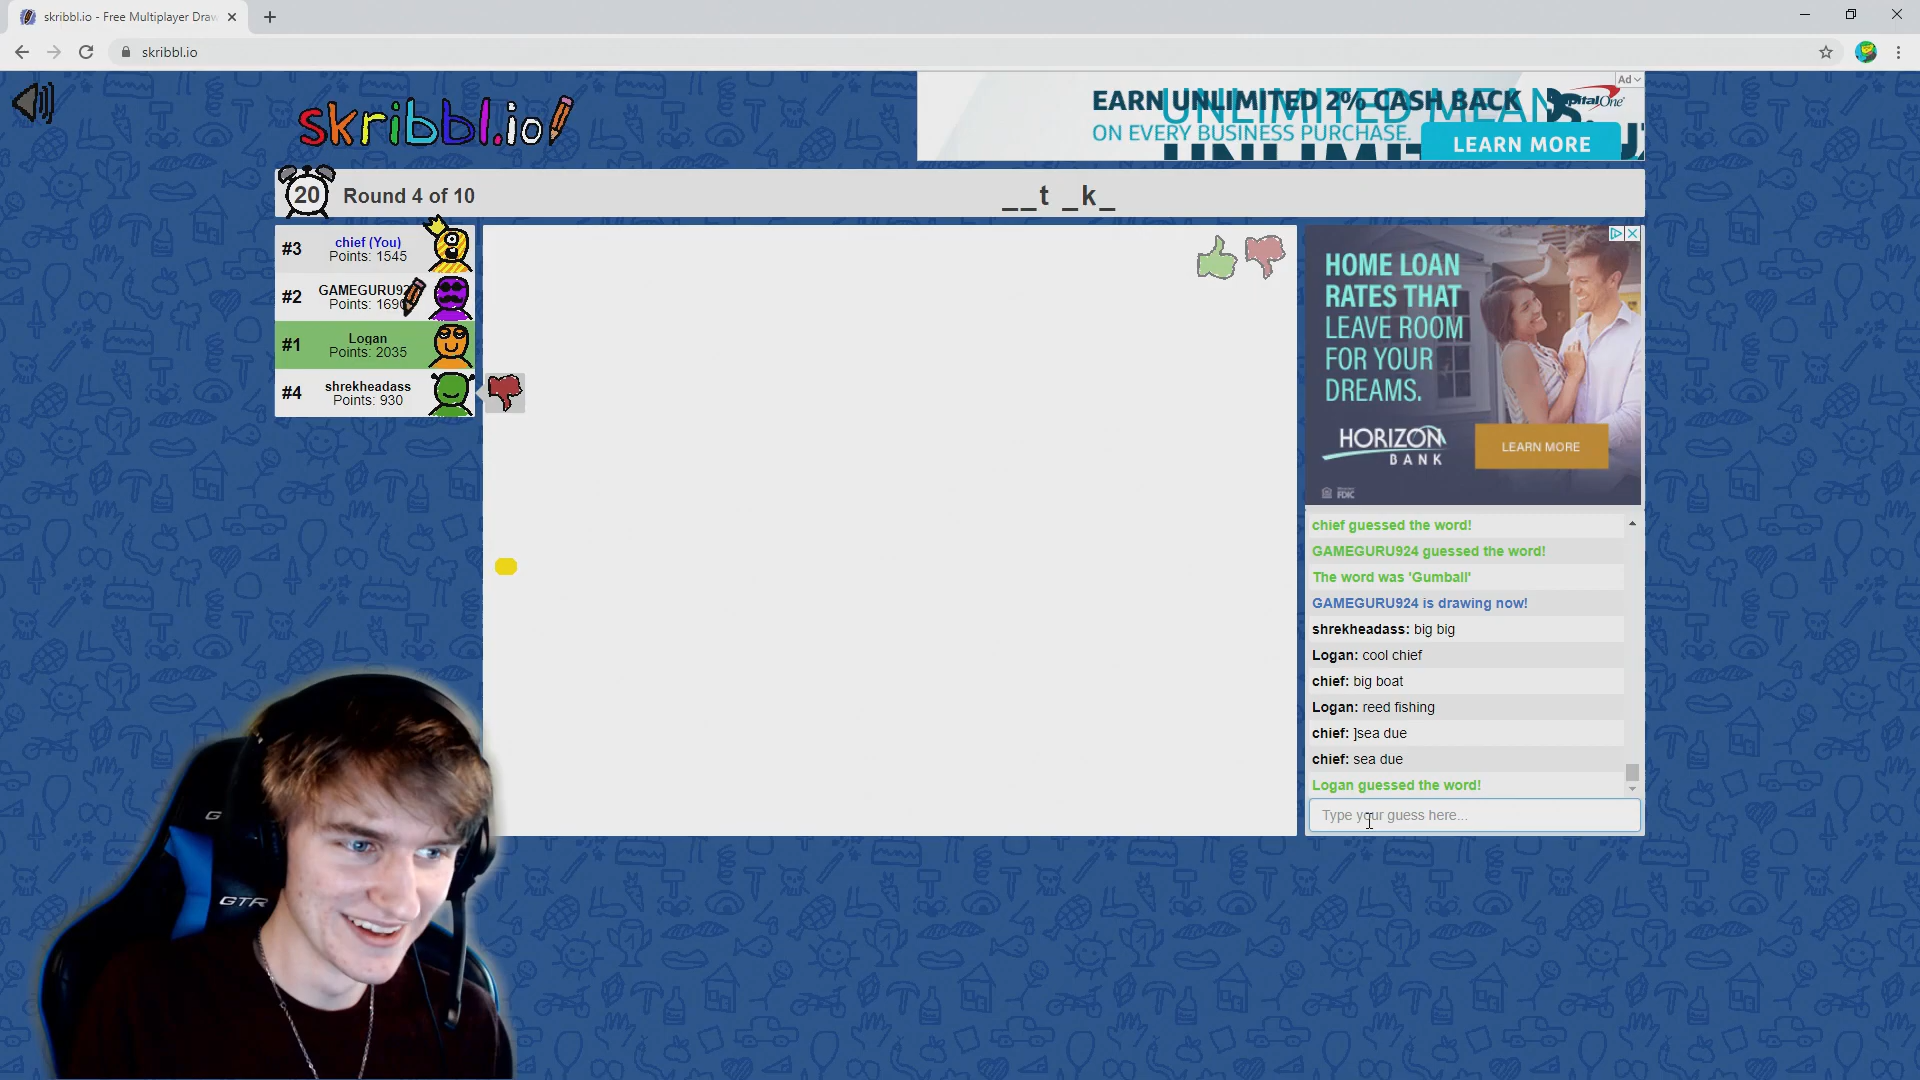 skribbl.io - Free Multiplayer Draw
skribbl.io
skribbl.io
EARN UNLIMITED 2% CASH BACK
ON EVERY BUSINESS PURCHASE.
LEARN MORE
Ad
20 Round 4 of 10
__t _k_
#3 chief (You)
Points: 1545
#2 GAMEGURU92
Points: 1690
#1 Logan
Points: 2035
#4 shrekheadass
Points: 930
HOME LOAN
RATES THAT
LEAVE ROOM
FOR YOUR
DREAMS.
HORIZON
BANK
LEARN MORE
chief guessed the word!
GAMEGURU924 guessed the word!
The word was 'Gumball'
GAMEGURU924 is drawing now!
shrekheadass: big big
Logan: cool chief
chief: big boat
Logan: reed fishing
chief: ]sea due
chief: sea due
Logan guessed the word!
Type your guess here...
GTR